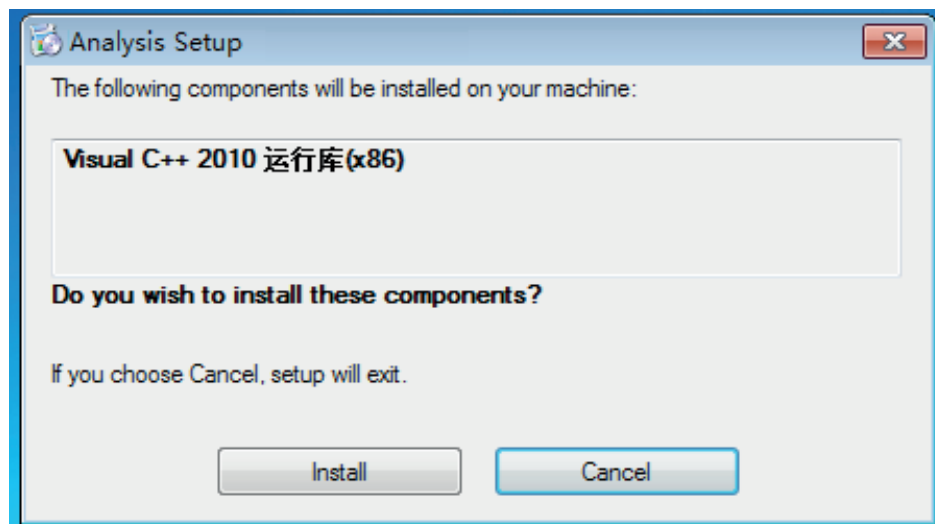 Analysis Setup
The following components will be installed on your machine:
Visual C++ 2010 运行库(x86)
Do you wish to install these components?
If you choose Cancel, setup will exit.
Install
Cancel